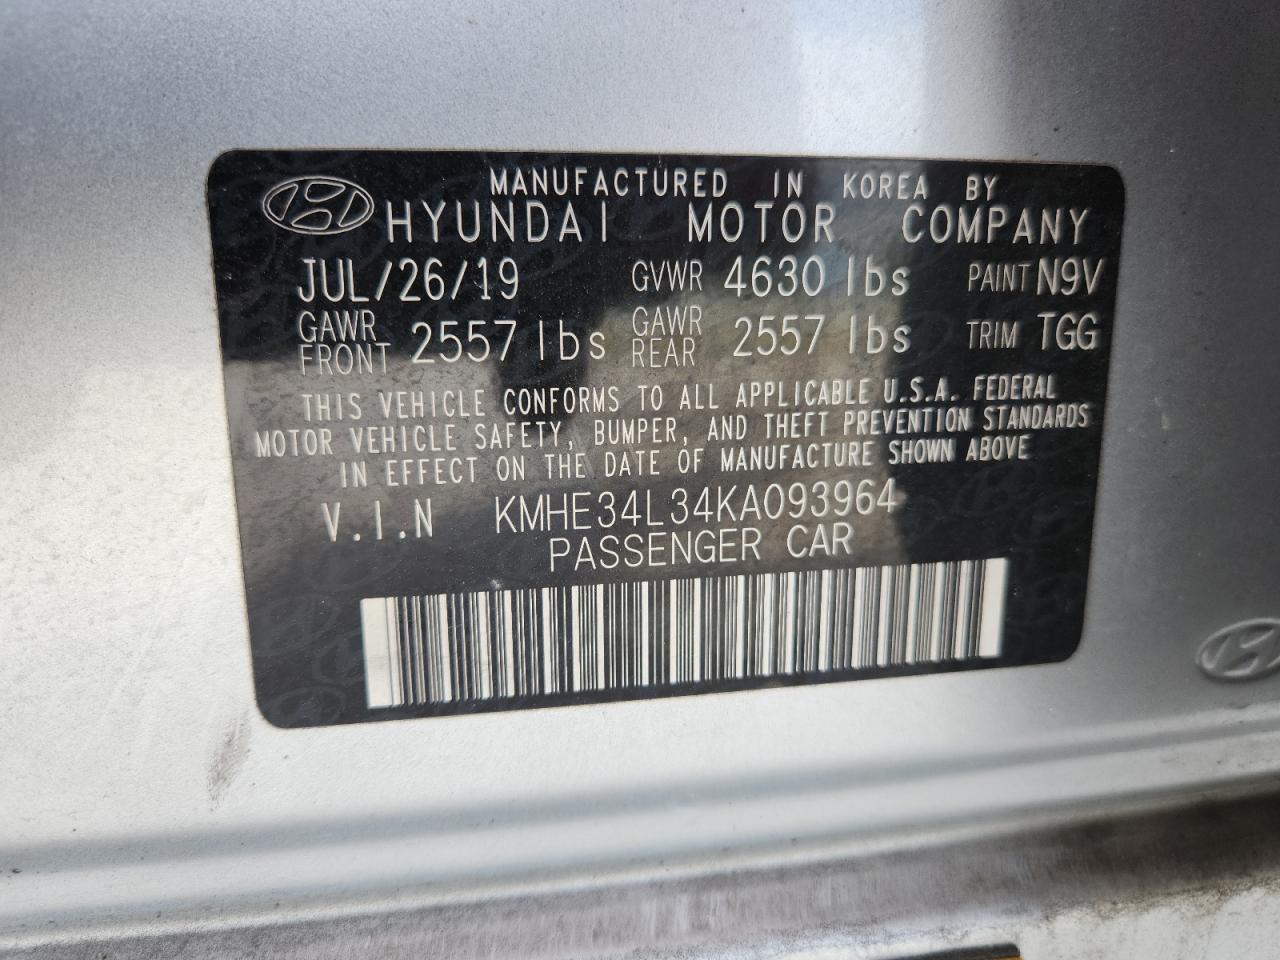 MANUFACTURED IN KOREA BY
HYUNDAI MOTOR COMPANY
JUL/26/19 GVWR 4630 lbs PAINT N9V
GAWR FRONT 2557 lbs GAWR REAR 2557 lbs TRIM TGG
THIS VEHICLE CONFORMS TO ALL APPLICABLE U.S.A. FEDERAL
MOTOR VEHICLE SAFETY, BUMPER, AND THEFT PREVENTION STANDARDS
IN EFFECT ON THE DATE OF MANUFACTURE SHOWN ABOVE
V.I.N KMHE34L34KA093964
PASSENGER CAR